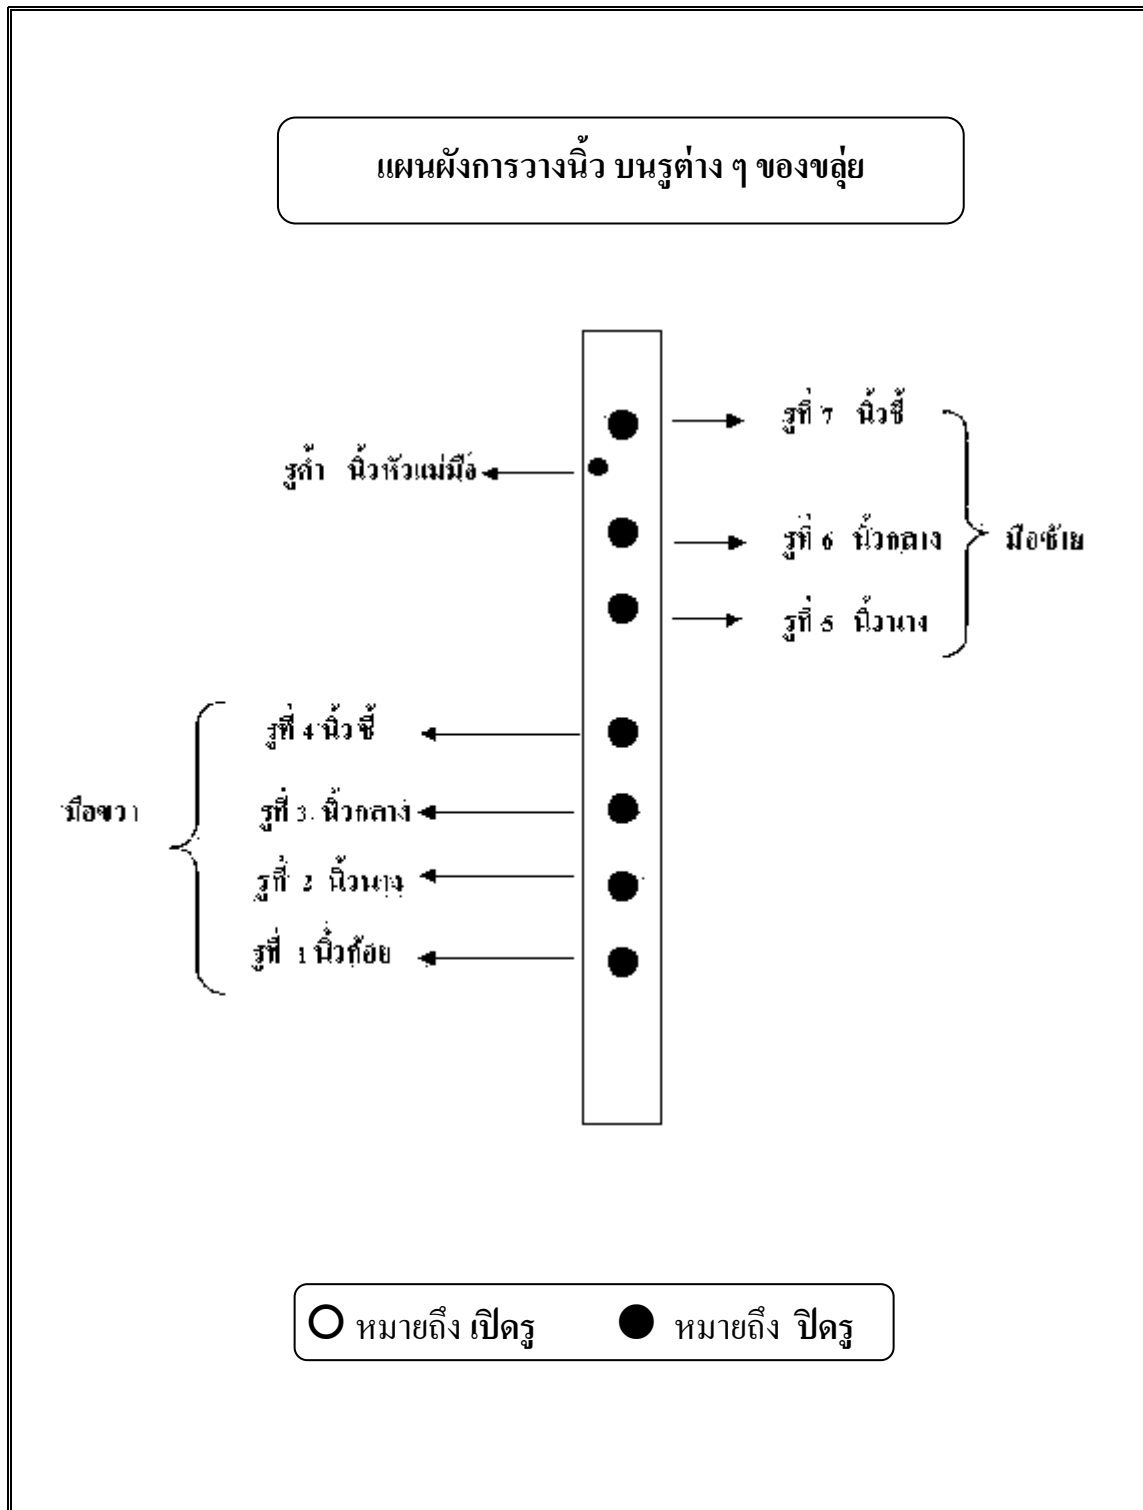 แผนผังการวางนิ้ว บนรูต่าง ๆ ของขลุ่ย
รูที่ 7 นิ้วชี้
รูค้ำ นิ้วหัวแม่มือ
รูที่ 6 นิ้วกลาง
มือซ้าย
รูที่ 5 นิ้วนาง
รูที่ 4 นิ้วชี้
มือขวา
รูที่ 3 นิ้วกลาง
รูที่ 2 นิ้วนาง
รูที่ 1 นิ้วก้อย
หมายถึง เปิดรู
หมายถึง ปิดรู